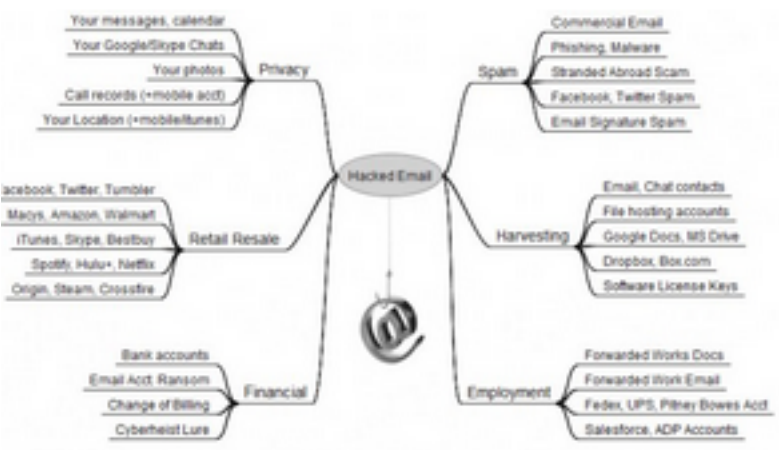 Your messages, calendar
Your Google/Skype Chats
Your photos
Call records (+mobile acct)
Your Location (+mobile/itunes)
Privacy
acebook, Twitter, Tumbler
Macys, Amazon, Walmart
iTunes, Skype, Bestbuy
Spotify, Hulu+, Netflix
Origin, Steam, Crossfire
Retail Resale
Bank accounts
Email Acct. Ransom
Change of Billing
Cyberheist Lure
Financial
Hacked Email
@
Spam
Commercial Email
Phishing, Malware
Stranded Abroad Scam
Facebook, Twitter Spam
Email Signature Spam
Harvesting
Email, Chat contacts
File hosting accounts
Google Docs, MS Drive
Dropbox, Box.com
Software License Keys
Employment
Forwarded Works Docs
Forwarded Work Email
Fedex, UPS, Pitney Bowes Acct
Salesforce, ADP Accounts